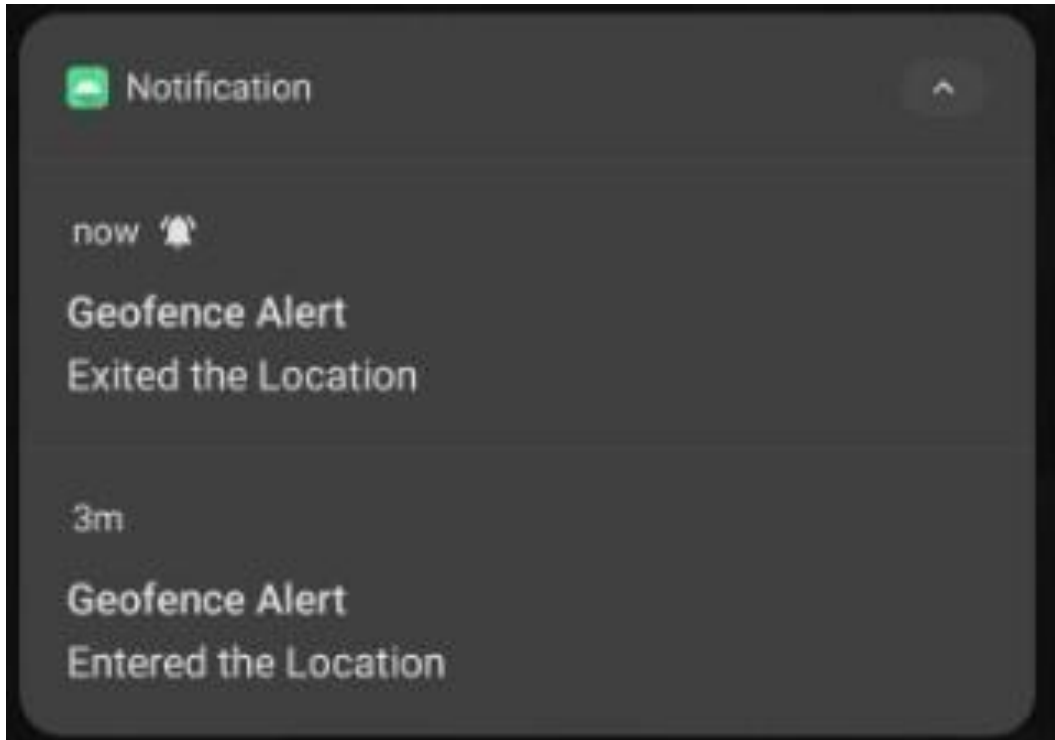 Notification
now
Geofence Alert
Exited the Location
3m
Geofence Alert
Entered the Location